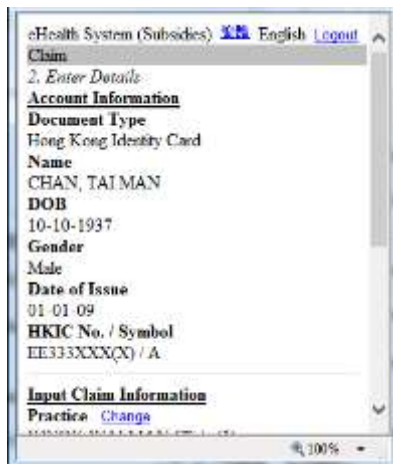 eHealth System (Subsidies) 繁體 English Logout
Claim
2. Enter Details
Account Information
Document Type
Hong Kong Identity Card
Name
CHAN, TAI MAN
DOB
10-10-1937
Gender
Male
Date of Issue
01-01-09
HKIC No. / Symbol
EE333XXX(X) / A
Input Claim Information
Practice Change
100%